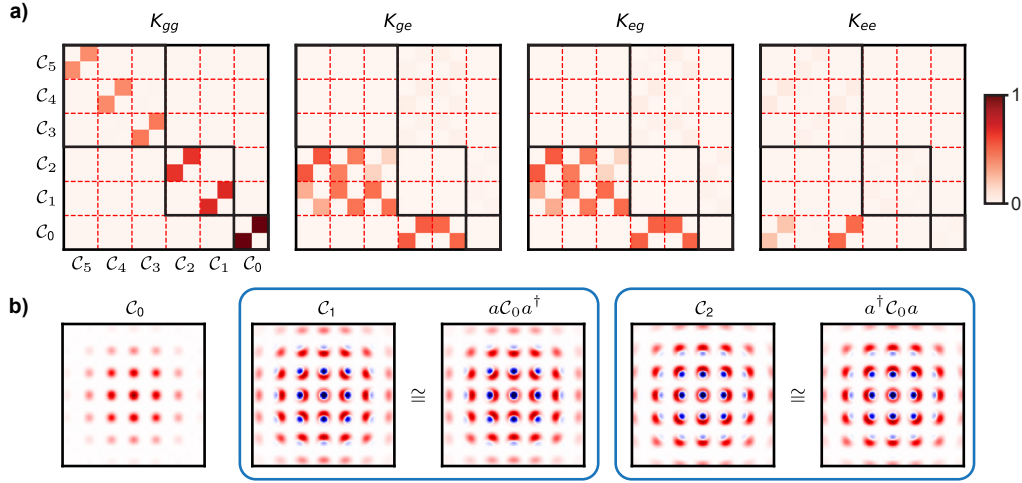 a)
K_gg K_ge K_eg K_ee
C_5
C_4
C_3
C_2
C_1
C_0
C_5 C_4 C_3 C_2 C_1 C_0
1
0
b)
C_0 C_1 aC_0a† C_2 a†C_0a
≅ ≅